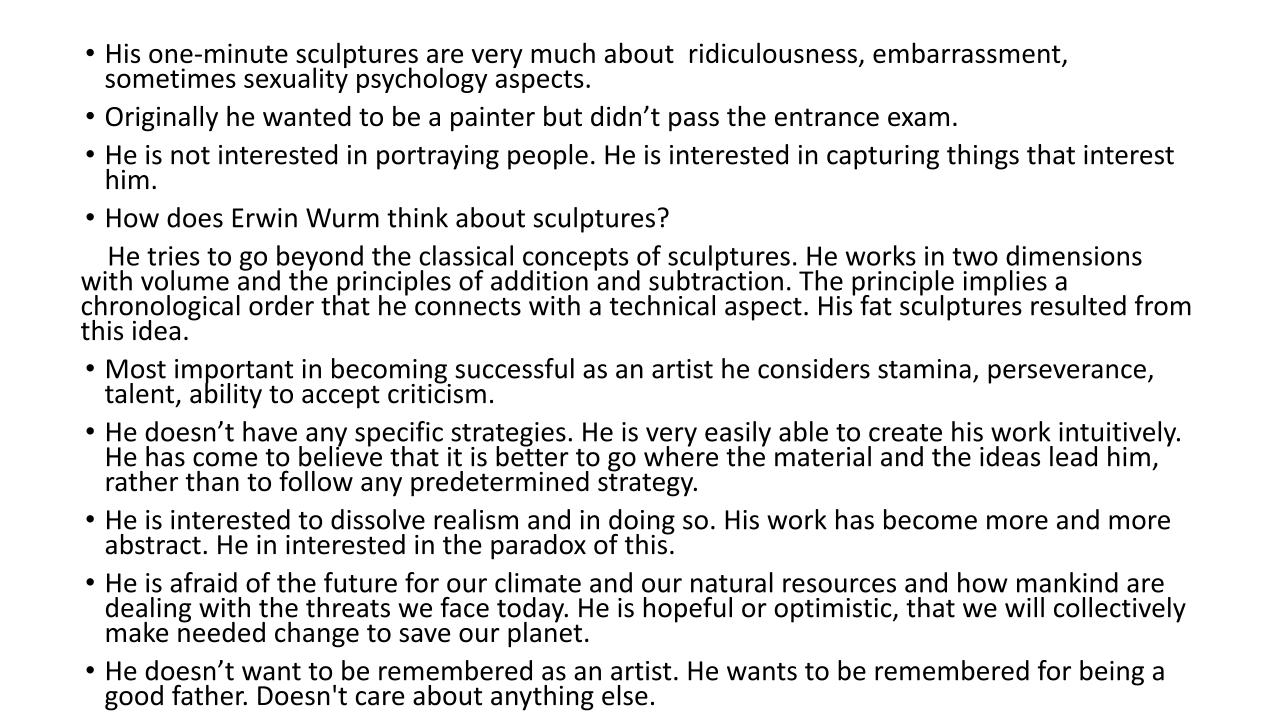 • His one-minute sculptures are very much about  ridiculousness, embarrassment,
sometimes sexuality psychology aspects.
• Originally he wanted to be a painter but didn’t pass the entrance exam.
• He is not interested in portraying people. He is interested in capturing things that interest
him.
• How does Erwin Wurm think about sculptures?
He tries to go beyond the classical concepts of sculptures. He works in two dimensions
with volume and the principles of addition and subtraction. The principle implies a
chronological order that he connects with a technical aspect. His fat sculptures resulted from
this idea.
• Most important in becoming successful as an artist he considers stamina, perseverance,
talent, ability to accept criticism.
• He doesn’t have any specific strategies. He is very easily able to create his work intuitively.
He has come to believe that it is better to go where the material and the ideas lead him,
rather than to follow any predetermined strategy.
• He is interested to dissolve realism and in doing so. His work has become more and more
abstract. He in interested in the paradox of this.
• He is afraid of the future for our climate and our natural resources and how mankind are
dealing with the threats we face today. He is hopeful or optimistic, that we will collectively
make needed change to save our planet.
• He doesn’t want to be remembered as an artist. He wants to be remembered for being a
good father. Doesn't care about anything else.